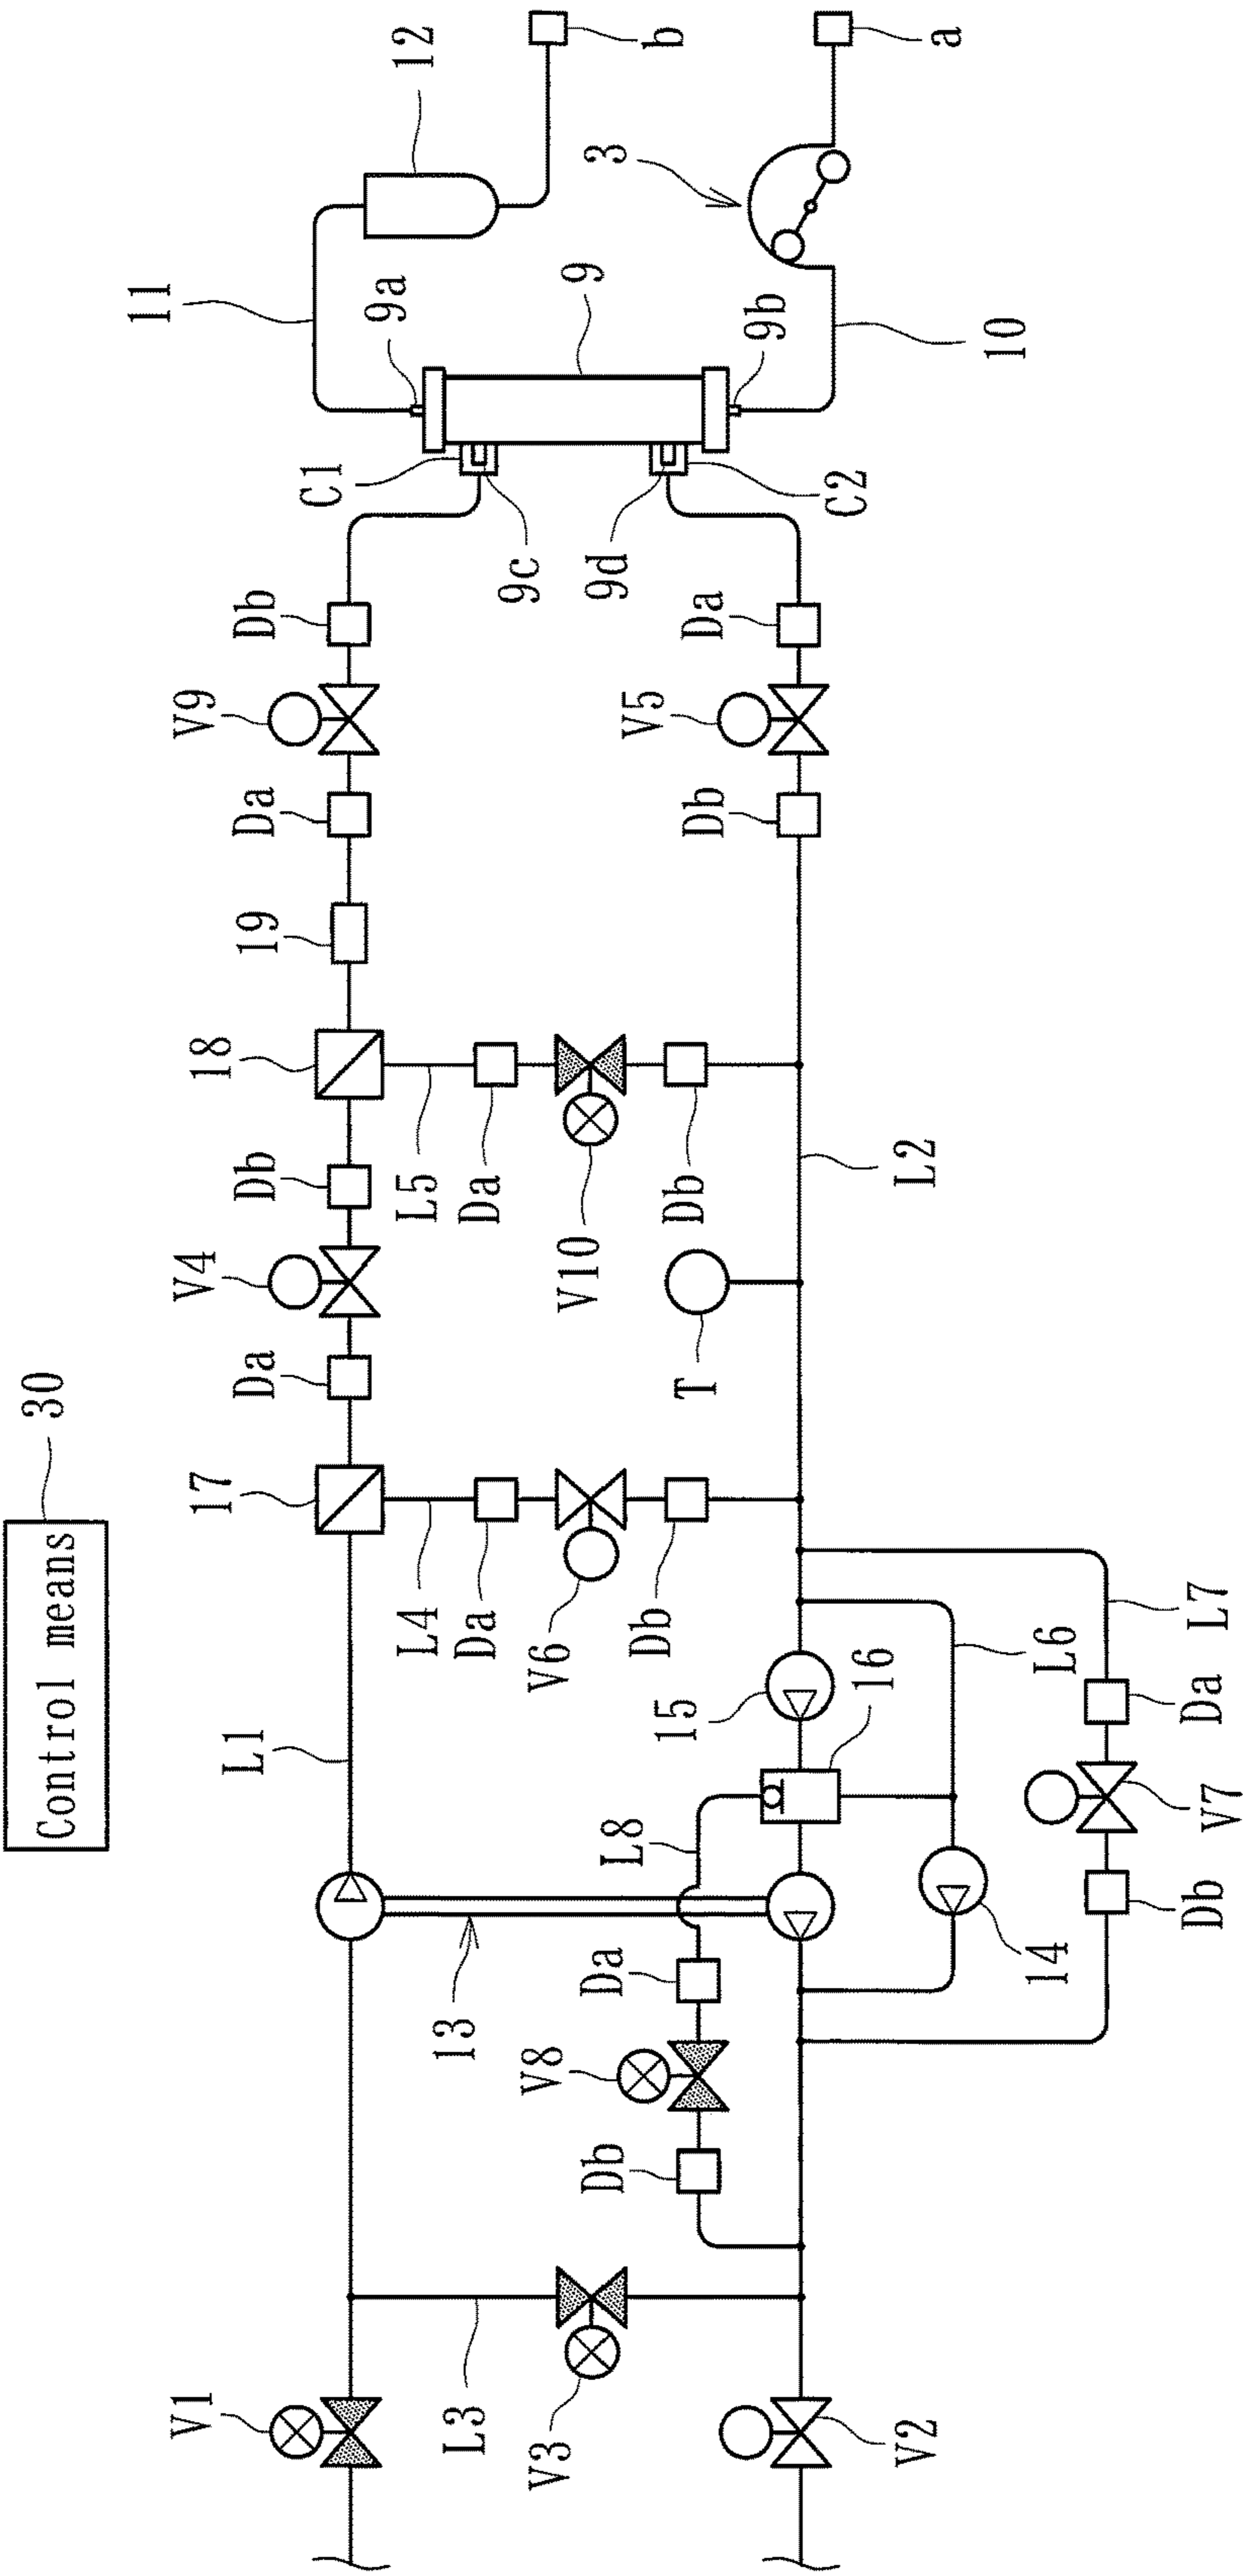 Control means
30
11
12
b
a
3
9a
9
9b
10
C1
9c
9d
C2
Db
V9
Da
19
18
Db
V4
Da
17
L1
Da
V5
Db
L5
Da
V10
Db
L2
T
L4
Da
V6
Db
15
16
L6
L7
Da
V7
Db
14
L8
13
Da
V8
Db
V1
L3
V3
V2